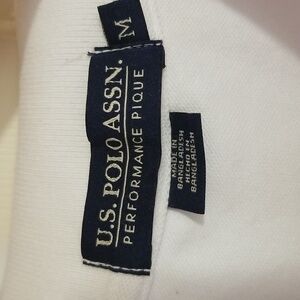 M
U.S. POLO ASSN.
PERFORMANCE PIQUE
MADE IN
BANGLADESH
HECHO EN
BANGLADESH